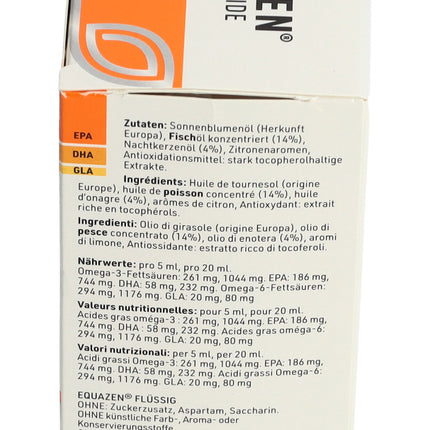 ZEN®
IDE
EPA
DHA
GLA
Zutaten: Sonnenblumenöl (Herkunft
Europa), Fischöl konzentriert (14%),
Nachtkerzenöl (4%), Zitronenaromen,
Antioxidationsmittel: stark tocopherolhaltige
Extrakte.
Ingrédients: Huile de tournesol (origine
Europe), huile de poisson concentré (14%), huile
d'onagre (4%), arômes de citron, Antioxydant: extrait
riche en tocophérols.
Ingredienti: Olio di girasole (origine Europa), olio di
pesce concentrato (14%), olio di enotera (4%), aromi
di limone, Antiossidante: estratto ricco di tocoferoli.
Nährwerte: pro 5 ml, pro 20 ml.
Omega-3-Fettsäuren: 261 mg, 1044 mg. EPA: 186 mg,
744 mg. DHA: 58 mg, 232 mg. Omega-6-Fettsäuren:
294 mg, 1176 mg. GLA: 20 mg, 80 mg
Valeurs nutritionnelles: pour 5 ml, pour 20 ml.
Acides gras oméga-3 : 261 mg, 1044 mg. EPA: 186 mg,
744 mg. DHA: 58 mg, 232 mg. Acides gras oméga-6:
294 mg, 1176 mg. GLA: 20 mg, 80 mg
Valori nutrizionali: per 5 ml, per 20 ml.
Acidi grassi Omega-3: 261 mg, 1044 mg. EPA: 186 mg,
744 mg. DHA: 58 mg, 232 mg. Acidi grassi Omega-6:
294 mg, 1176 mg. GLA: 20 mg, 80 mg
EQUAZEN® FLÜSSIG
OHNE: Zuckerzusatz, Aspartam, Saccharin.
OHNE künstliche Farb-, Aroma- oder
Konservierungsstoffe.